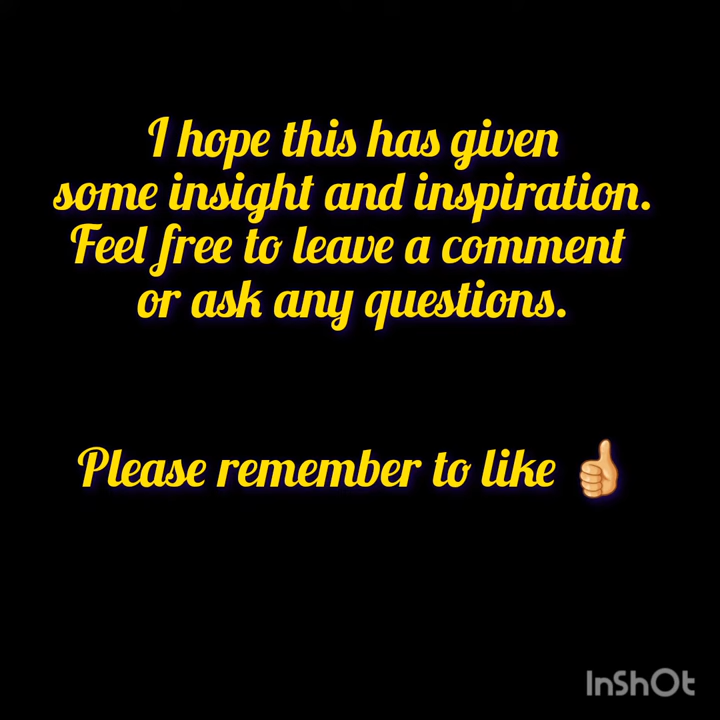 I hope this has given
some insight and inspiration.
Feel free to leave a comment
or ask any questions.
Please remember to like 👍
InShOt